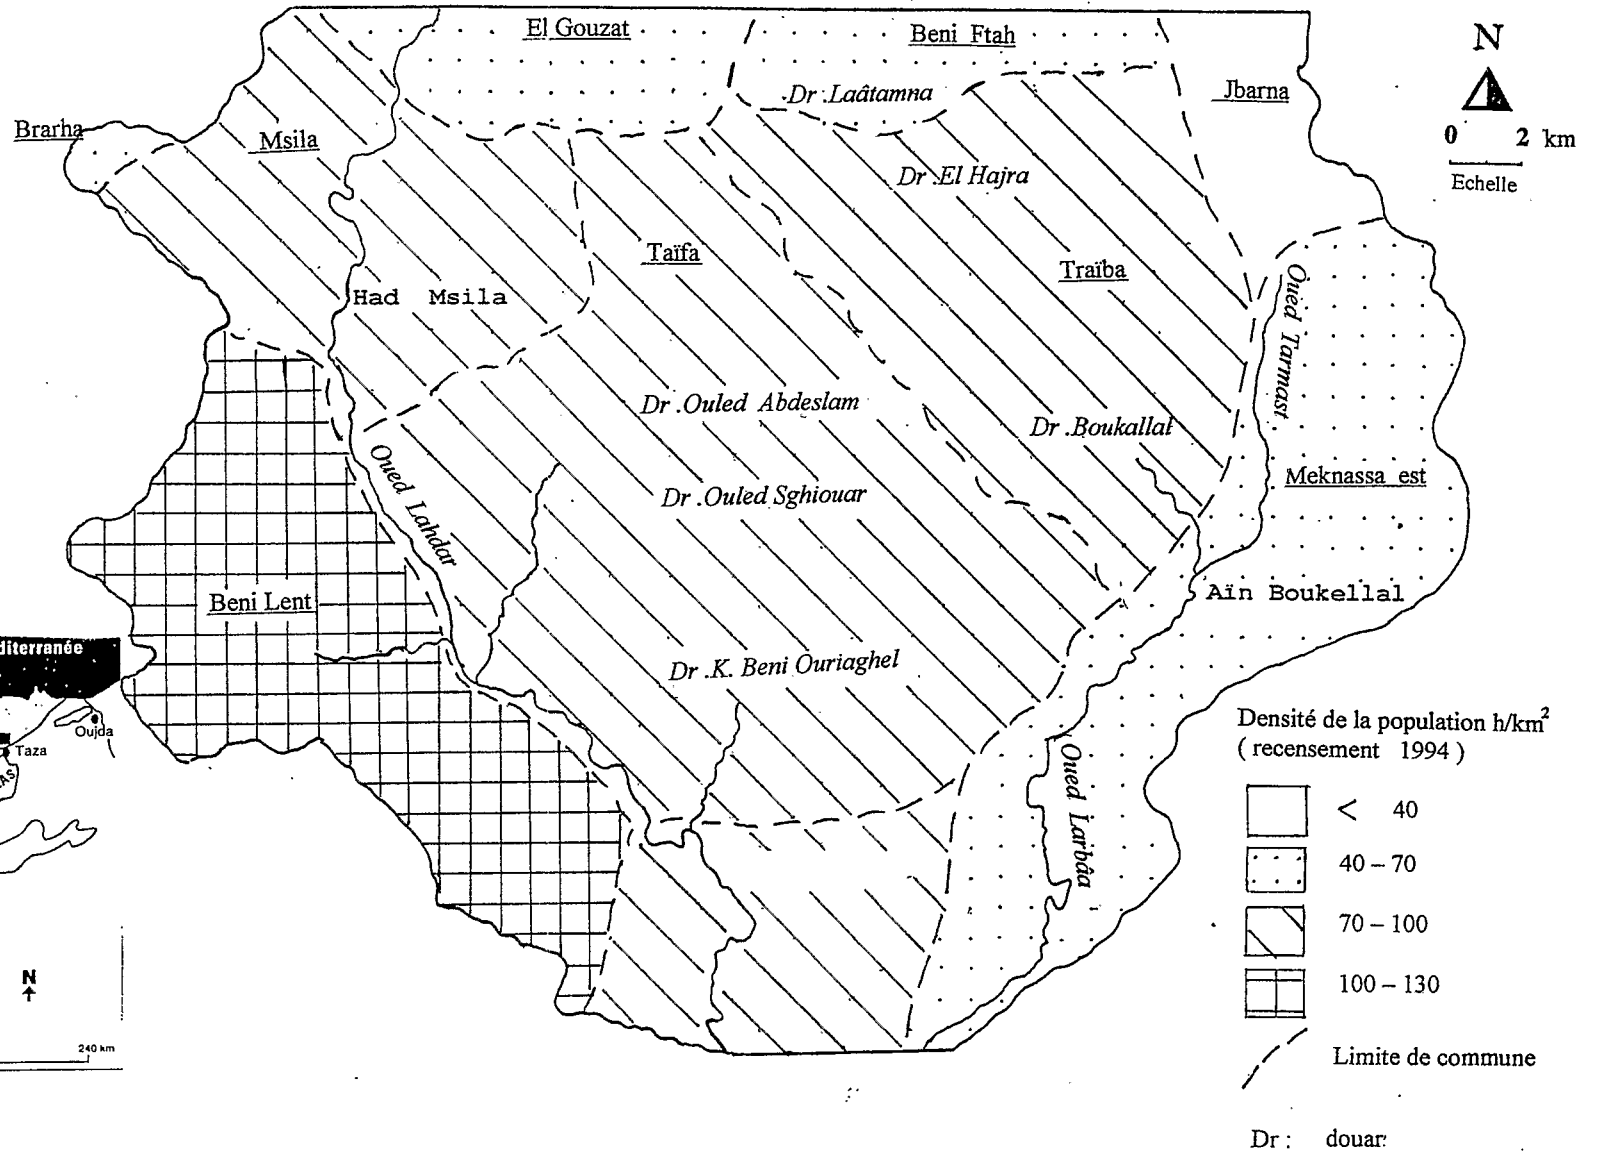 El Gouzat
Beni Ftah
N
Dr .Laâtamna
Jbarna
Brarha
Msila
0 2 km
Echelle
Dr .El Hajra
Taïfa
Traïba
Had Msila
Oued Tarmast
Dr .Ouled Abdeslam
Dr .Boukallal
Oued Lahdar
Meknassa est
Dr .Ouled Sghiouar
Beni Lent
Aïn Boukellal
diterranée
Dr .K. Beni Ouriaghel
Oujda
Taza
AS
Oued Larbâa
Densité de la population h/km²
( recensement 1994 )
< 40
40 – 70
70 – 100
100 – 130
N
240 km
Limite de commune
Dr : douar